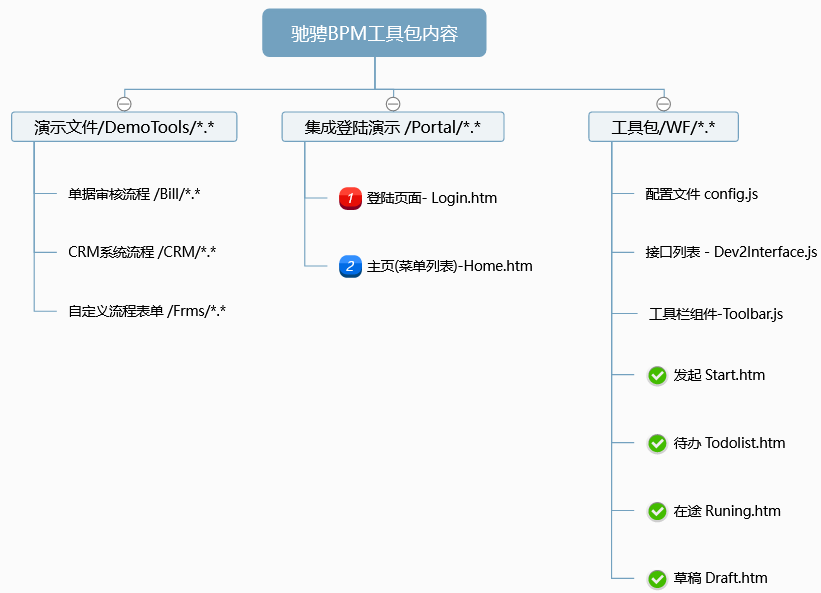 驰骋BPM工具包内容
演示文件/DemoTools/*.*
单据审核流程 /Bill/*.*
CRM系统流程 /CRM/*.*
自定义流程表单 /Frms/*.*
集成登陆演示 /Portal/*.*
1 登陆页面- Login.htm
2 主页(菜单列表)-Home.htm
工具包/WF/*.*
配置文件 config.js
接口列表 - Dev2Interface.js
工具栏组件-Toolbar.js
发起 Start.htm
待办 Todolist.htm
在途 Runing.htm
草稿 Draft.htm